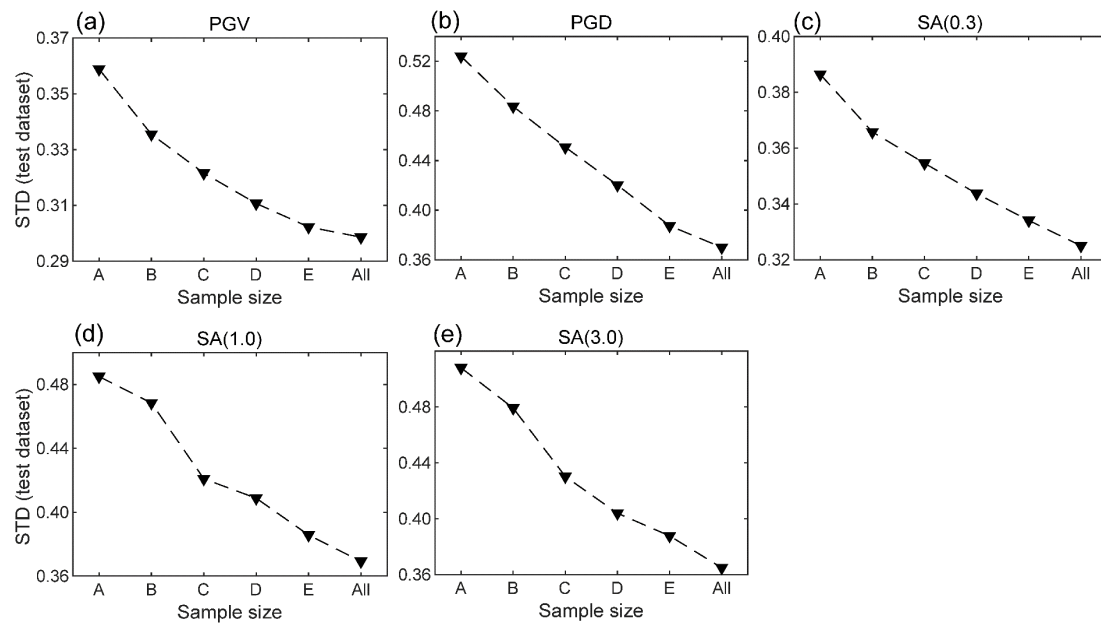 (a) PGV
0.37
0.35
0.33
0.31
0.29
STD (test dataset)
A B C D E All
Sample size
(b) PGD
0.52
0.48
0.44
0.40
0.36
A B C D E All
Sample size
(c) SA(0.3)
0.40
0.38
0.36
0.34
0.32
A B C D E All
Sample size
(d) SA(1.0)
0.48
0.44
0.40
0.36
STD (test dataset)
A B C D E All
Sample size
(e) SA(3.0)
0.48
0.44
0.40
0.36
A B C D E All
Sample size